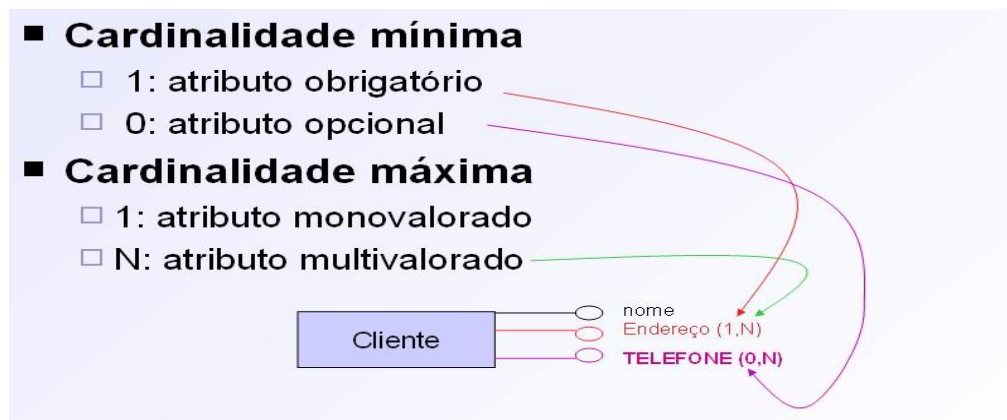 Cardinalidade mínima
1: atributo obrigatório
0: atributo opcional
Cardinalidade máxima
1: atributo monovalorado
N: atributo multivalorado
nome
Endereço (1,N)
Cliente
TELEFONE (0,N)